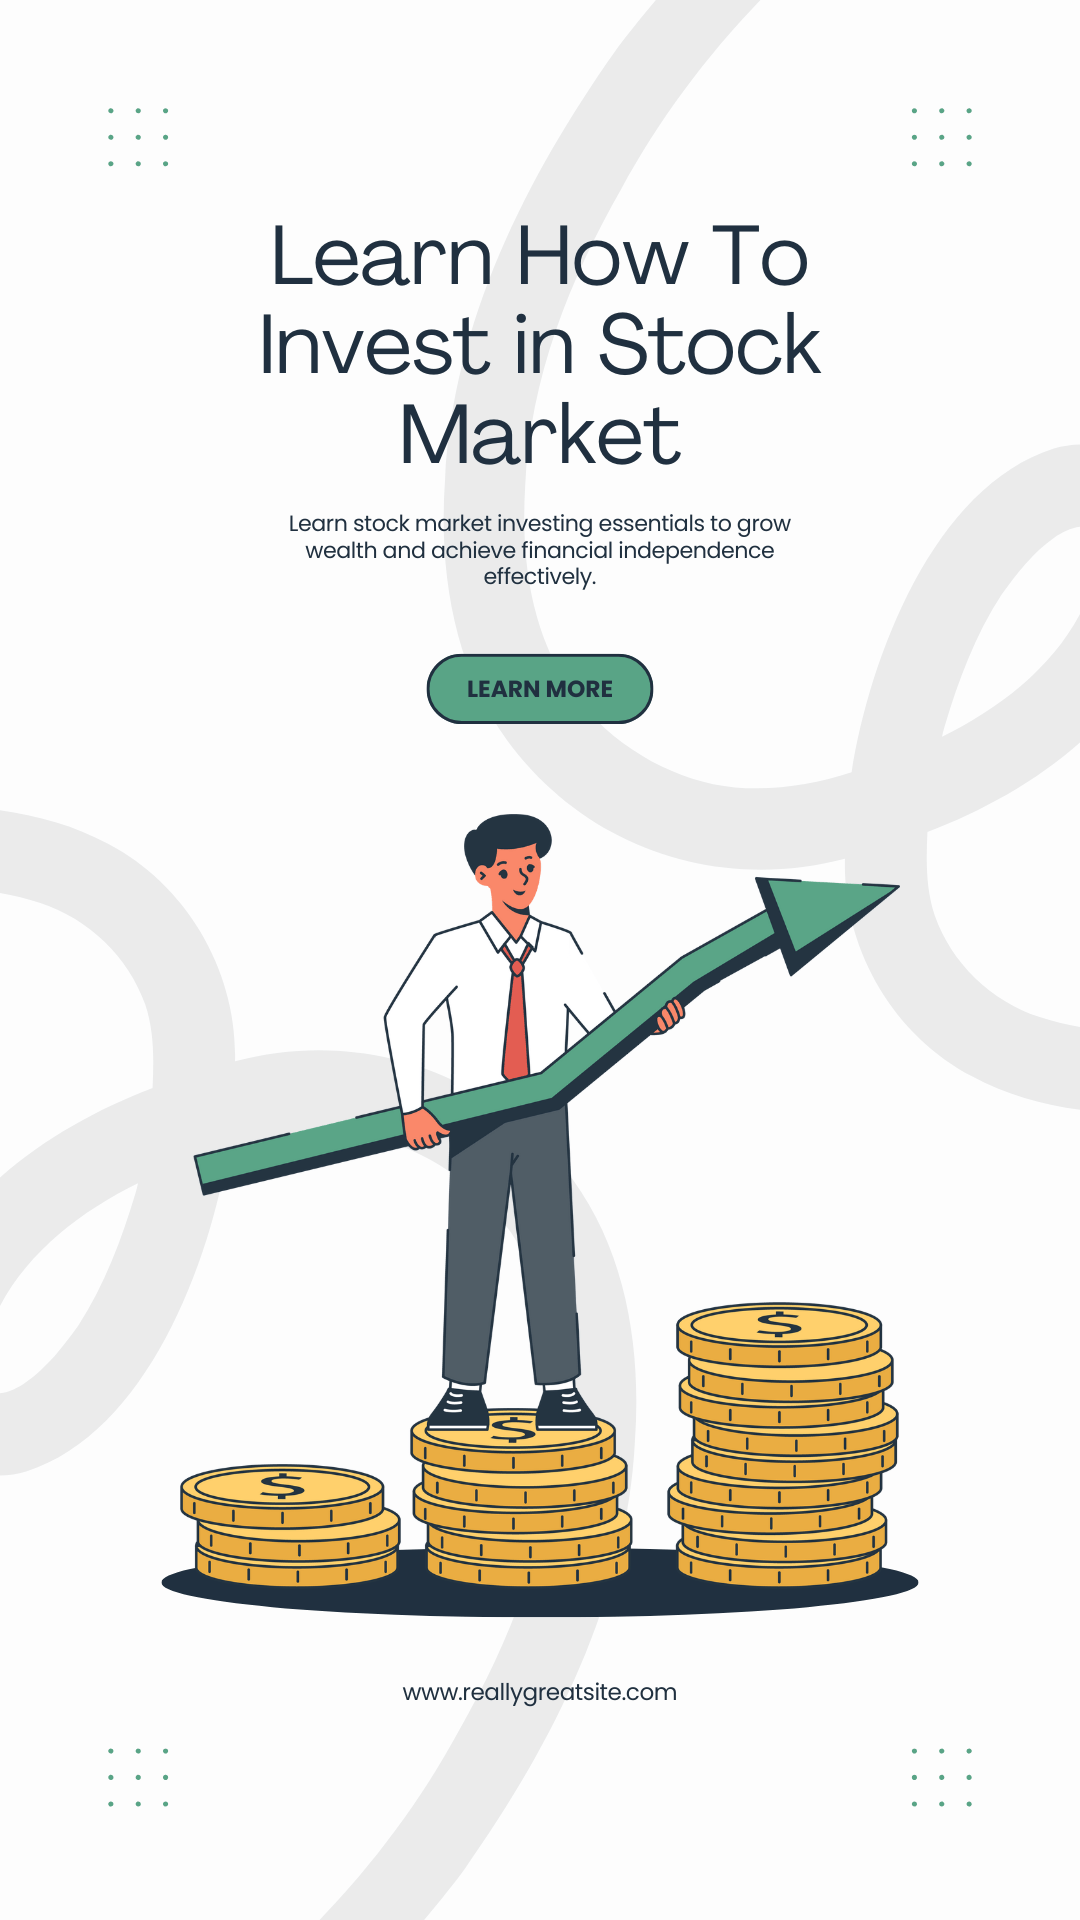 Learn How To
Invest in Stock
Market
Learn stock market investing essentials to grow
wealth and achieve financial independence
effectively.
LEARN MORE
$
$
$
www.reallygreatsite.com